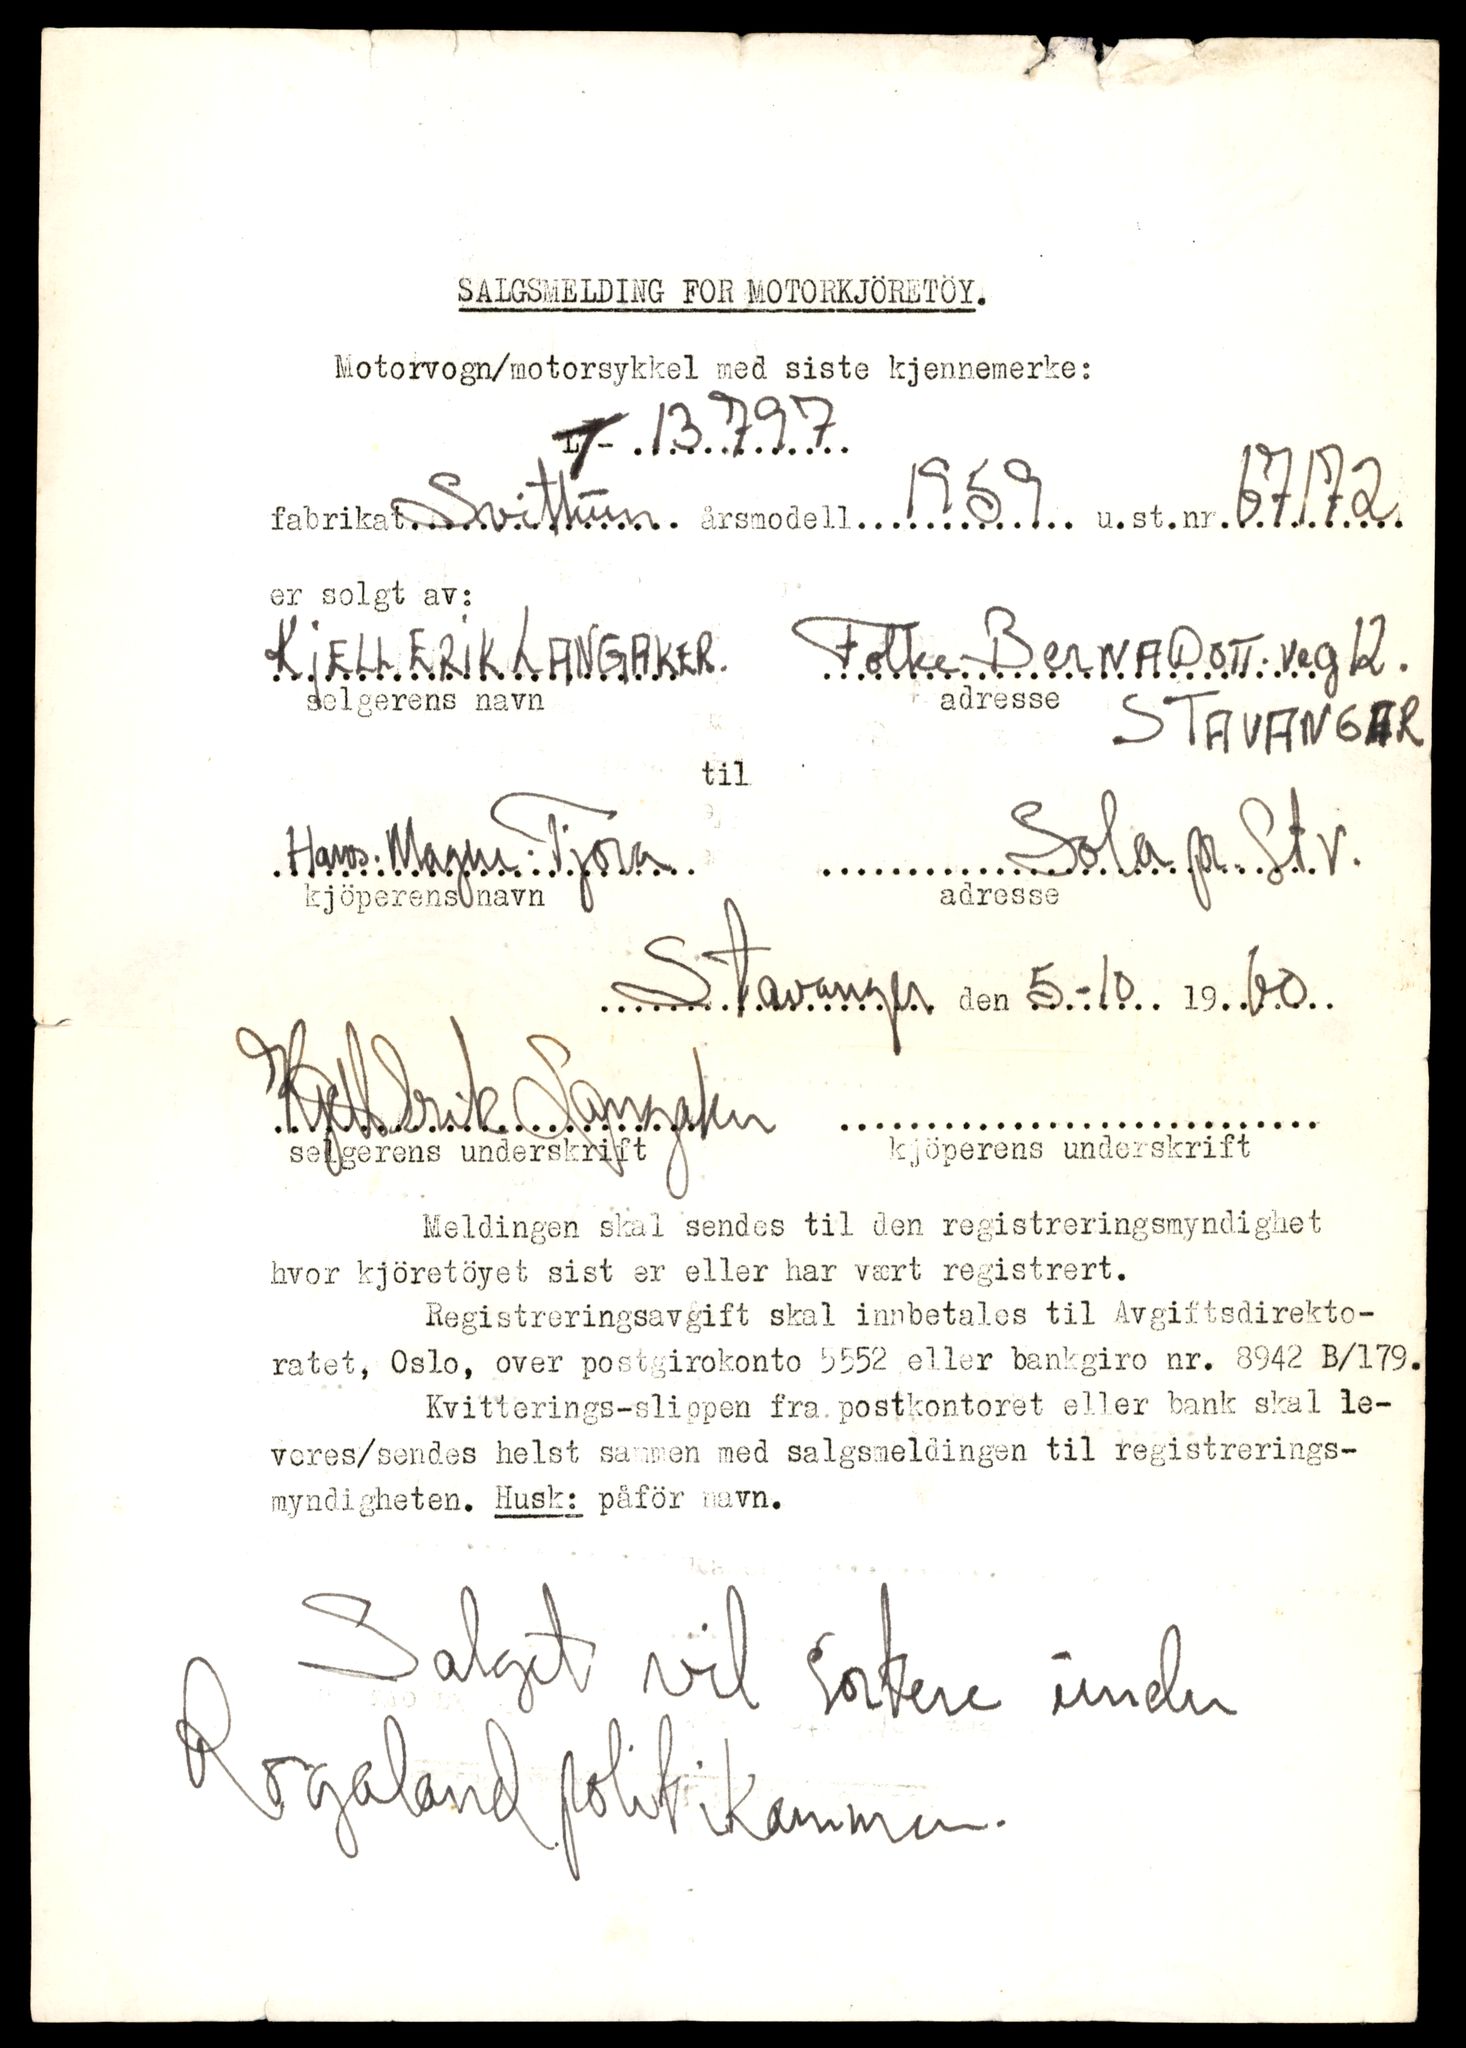 SALGSMELDING FOR MOTORKJÖRETÖY.
Motorvogn/motorsykkel med siste kjennemerke:
- 13797
fabrikat Svithun årsmodell 1959 u.st.nr. 67172
er solgt av:
KJELL ERIK LANGAKER. Folke BERNADOTT. veg 12.
selgerens navn adresse
STAVANGER
til
Hans. Magne. Tjora Sola pr. Stv.
kjöperens navn adresse
Stavanger den 5-10 1960
Kjell Erik Langaker
selgerens underskrift kjöperens underskrift
Meldingen skal sendes til den registreringsmyndighet
hvor kjöretöyet sist er eller har vært registrert.
Registreringsavgift skal innbetales til Avgiftsdirekto-
ratet, Oslo, over postgirokonto 5552 eller bankgiro nr. 8942 B/179.
Kvitterings-slippen fra postkontoret eller bank skal le-
veres/sendes helst sammen med salgsmeldingen til registrerings-
myndigheten. Husk: påför navn.
Salget vil sortere under
Rogaland politikammer.